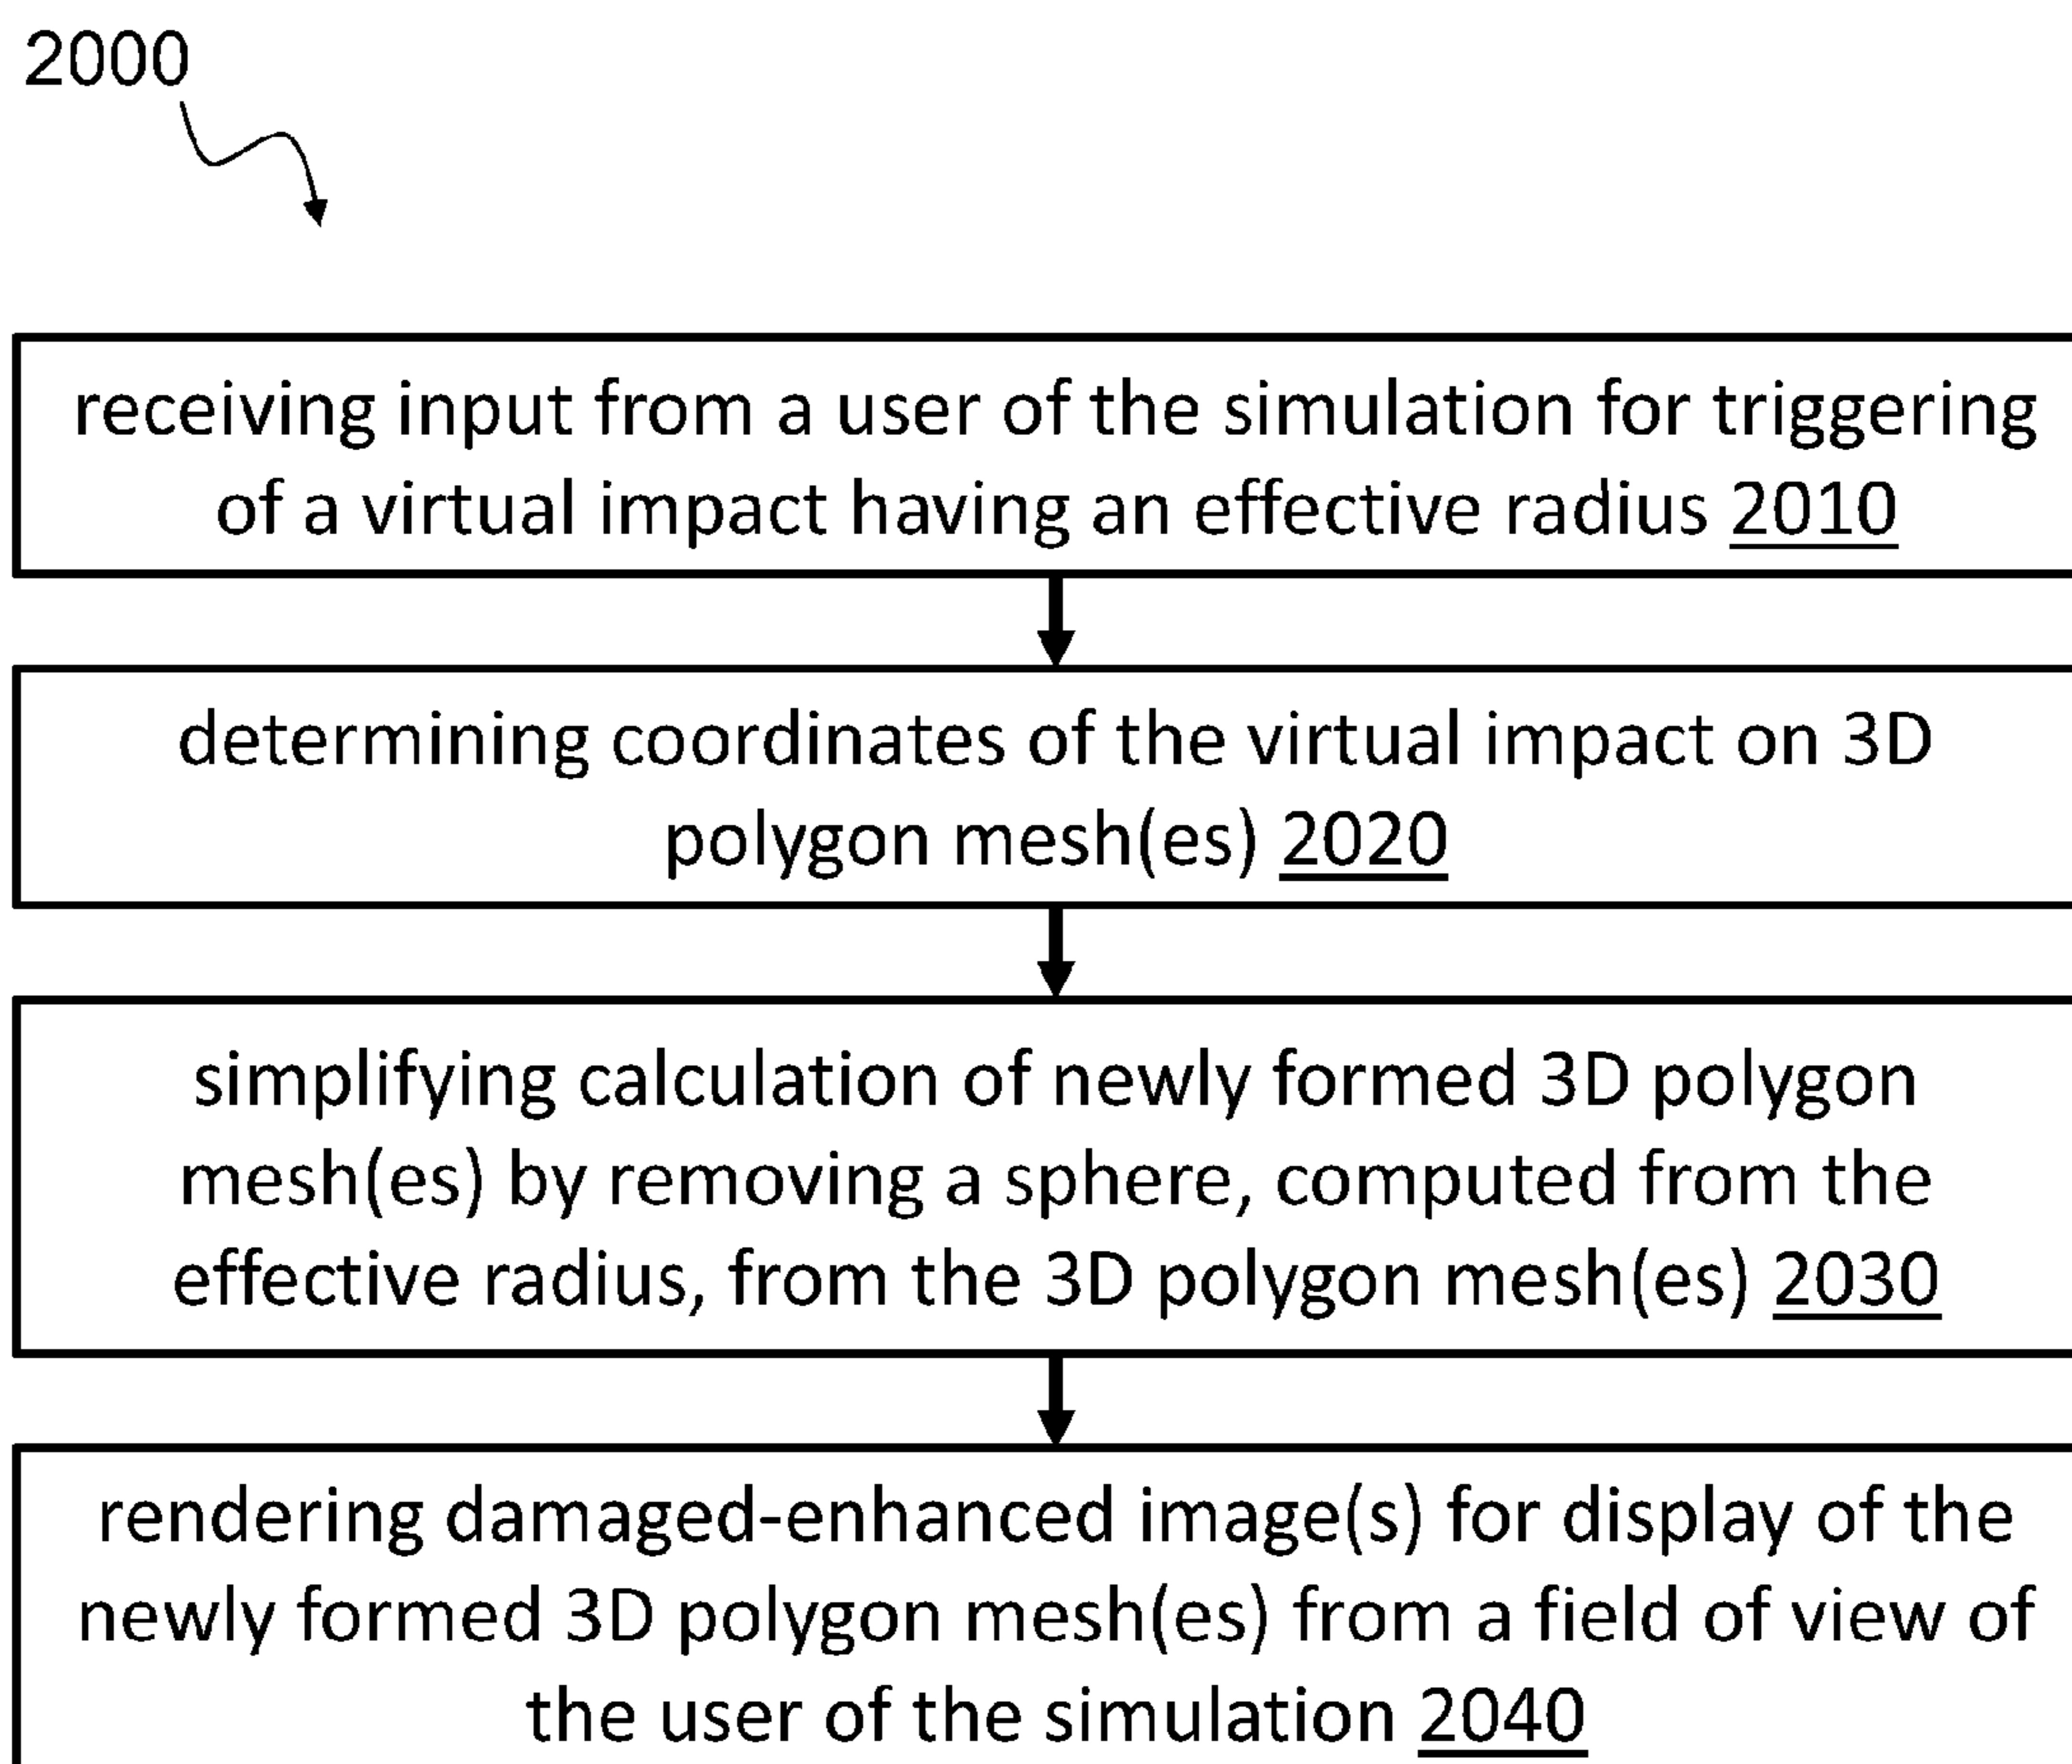 2000
receiving input from a user of the simulation for triggering
of a virtual impact having an effective radius 2010
determining coordinates of the virtual impact on 3D
polygon mesh(es) 2020
simplifying calculation of newly formed 3D polygon
mesh(es) by removing a sphere, computed from the
effective radius, from the 3D polygon mesh(es) 2030
rendering damaged-enhanced image(s) for display of the
newly formed 3D polygon mesh(es) from a field of view of
the user of the simulation 2040